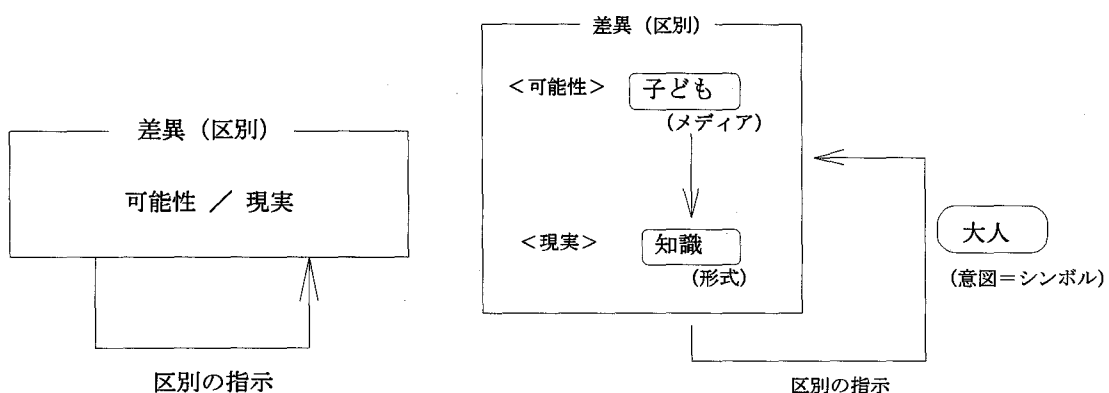 差異（区別）
可能性 ／ 現実
区別の指示
差異（区別）
＜可能性＞ 子ども
(メディア)
＜現実＞ 知識
(形式)
大人
(意図＝シンボル)
区別の指示